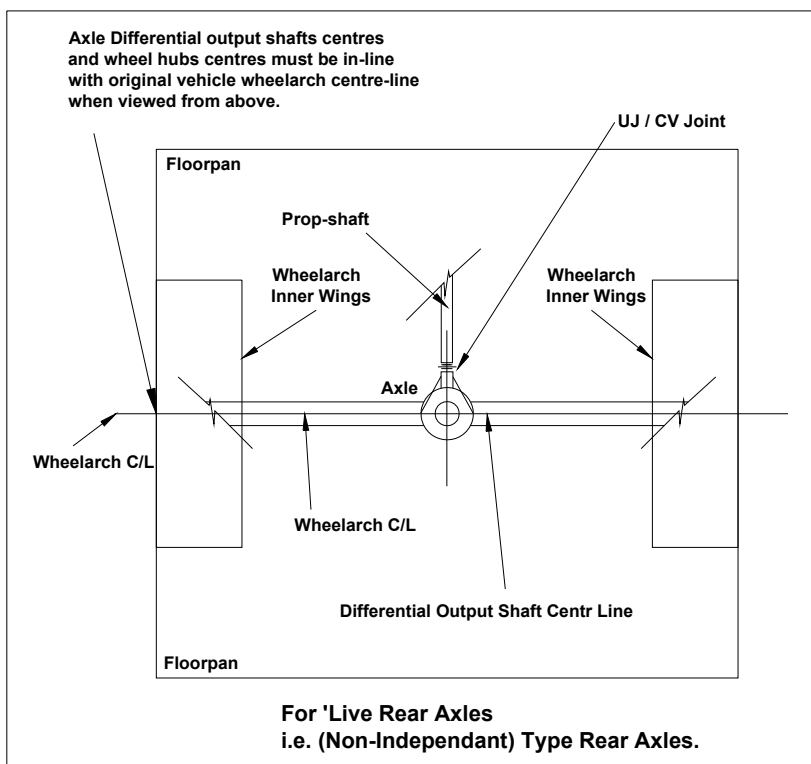 Axle Differential output shafts centres
and wheel hubs centres must be in-line
with original vehicle wheelarch centre-line
when viewed from above.
UJ / CV Joint
Floorpan
Prop-shaft
Wheelarch
Inner Wings
Wheelarch
Inner Wings
Axle
Wheelarch C/L
Wheelarch C/L
Differential Output Shaft Centr Line
Floorpan
For 'Live Rear Axles
i.e. (Non-Independant) Type Rear Axles.